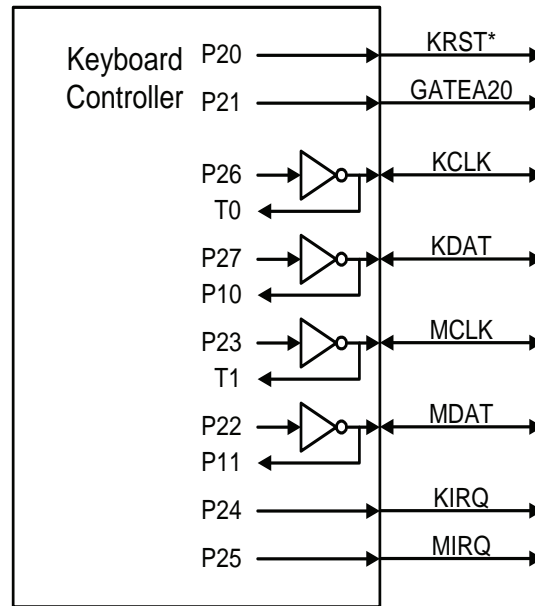 Keyboard
Controller
P20 KRST*
P21 GATEA20
P26 KCLK
T0
P27 KDAT
P10
P23 MCLK
T1
P22 MDAT
P11
P24 KIRQ
P25 MIRQ